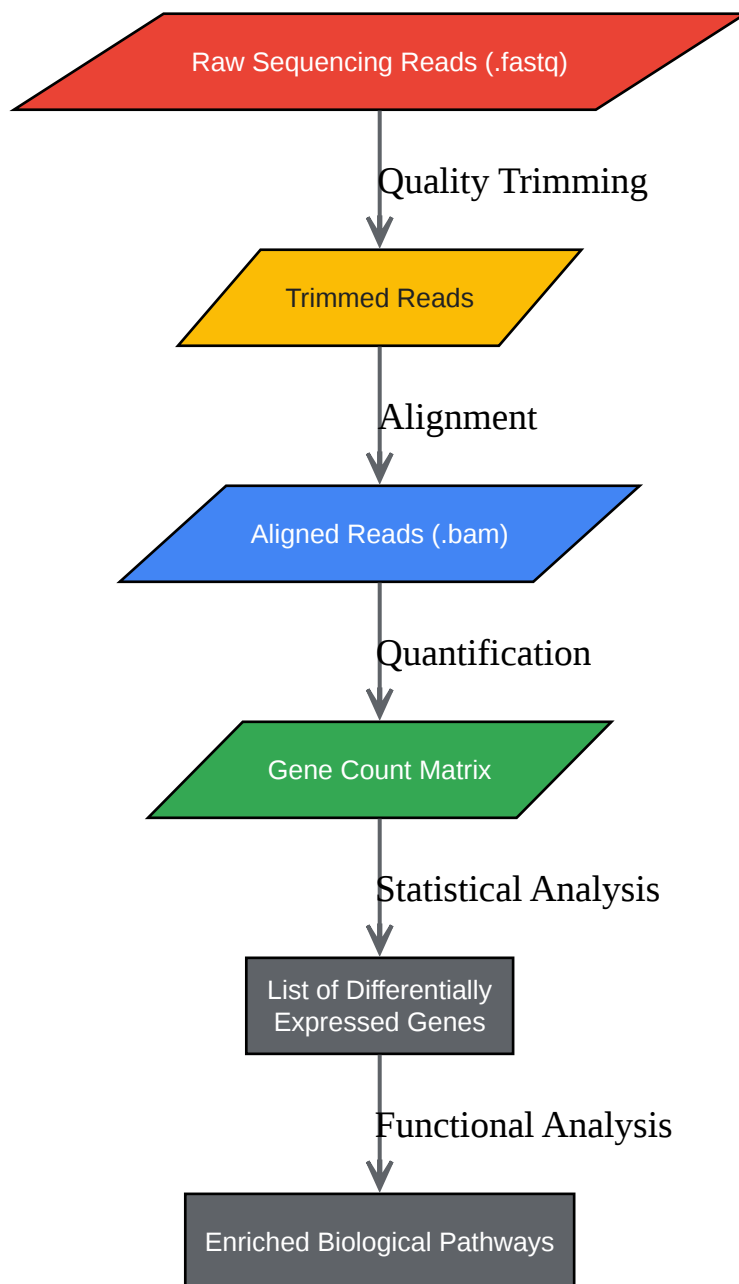 Raw Sequencing Reads (.fastq)
Quality Trimming
Trimmed Reads
Alignment
Aligned Reads (.bam)
Quantification
Gene Count Matrix
Statistical Analysis
List of Differentially
Expressed Genes
Functional Analysis
Enriched Biological Pathways